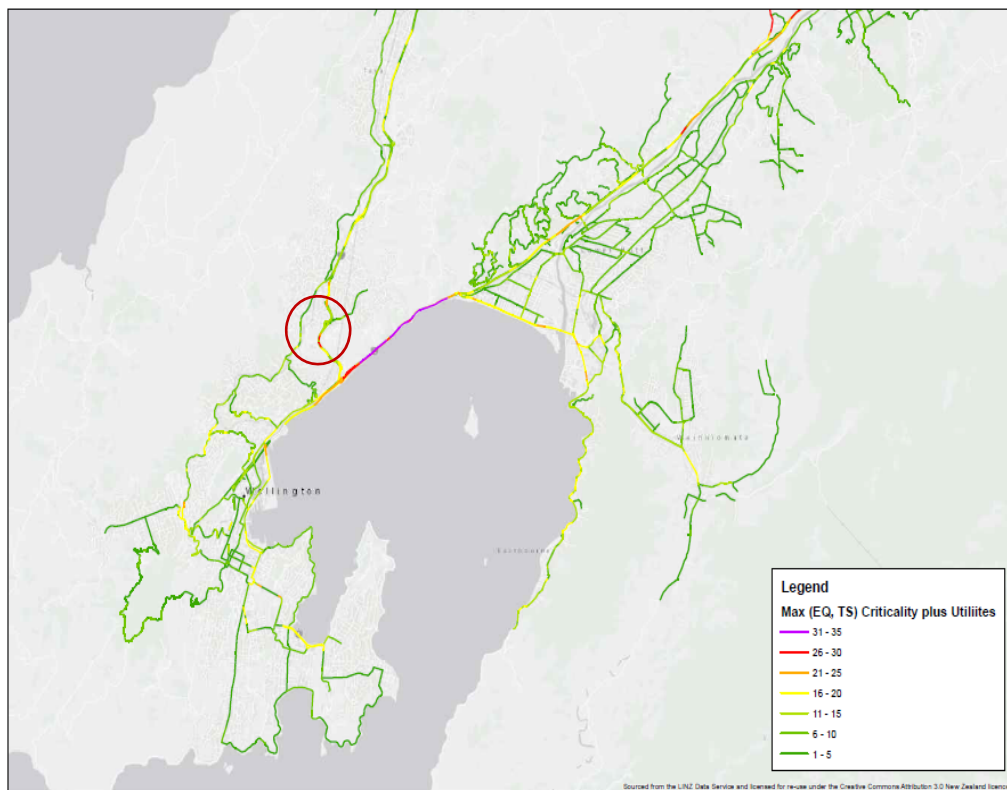 Tawa
Wellington
Wainuiomata
Eastbourne
Legend
Max (EQ, TS) Criticality plus Utiliites
31 - 35
26 - 30
21 - 25
16 - 20
11 - 15
6 - 10
1 - 5
Sourced from the LINZ Data Service and licensed for re-use under the Creative Commons Attribution 3.0 New Zealand licence